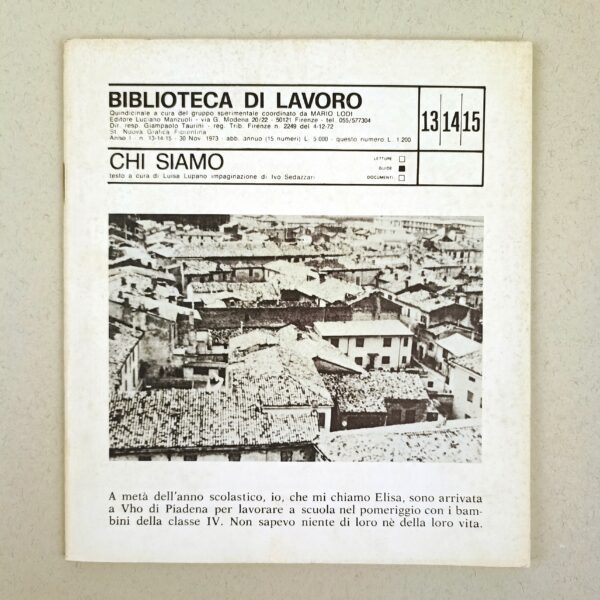 BIBLIOTECA DI LAVORO
Quindicinale a cura del gruppo sperimentale coordinato da MARIO LODI
Editore Luciano Manzuoli - via G. Modena 20/22 - 50121 Firenze - tel. 055/577304
Dir. resp. Giampaolo Taurini - reg. Trib. Firenze n. 2249 del 4-12-72
St. Nuova Grafica Fiorentina
Anno I - n. 13-14-15 - 30 Nov. 1973 - abb. annuo (15 numeri) L. 5.000 - questo numero L. 1.200
13|14|15
CHI SIAMO
testo a cura di Luisa Lupano impaginazione di Ivo Sedazzari
LETTURE
GUIDE
DOCUMENTI
A metà dell'anno scolastico, io, che mi chiamo Elisa, sono arrivata
a Vho di Piadena per lavorare a scuola nel pomeriggio con i bam-
bini della classe IV. Non sapevo niente di loro nè della loro vita.